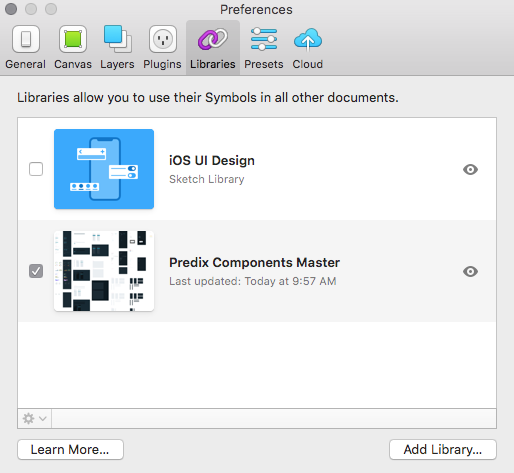 Preferences
General Canvas Layers Plugins Libraries Presets Cloud
Libraries allow you to use their Symbols in all other documents.
iOS UI Design
Sketch Library
Predix Components Master
Last updated: Today at 9:57 AM
Learn More... Add Library...